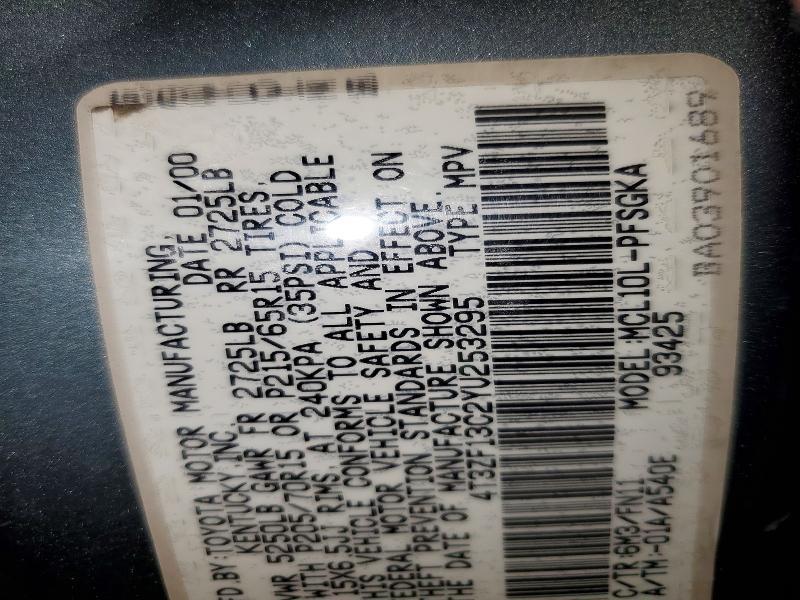 FD BY:TOYOTA MOTOR MANUFACTURING,
KENTUCKY, INC. DATE 01/00
VWR 5250LB GAWR FR 2725LB RR 2725LB
WITH P205/70R15 OR P215/65R15 TIRES,
15X6.5JJ RIMS, AT 240KPA (35PSI) COLD
HIS VEHICLE CONFORMS TO ALL APPLICABLE
EDERAL MOTOR VEHICLE SAFETY AND
HEFT PREVENTION STANDARDS IN EFFECT ON
THE DATE OF MANUFACTURE SHOWN ABOVE.
4T3ZF13C2YU253295 TYPE MPV
C/TR:6M3/FN11 MODEL:MCL10L-PFSGKA
A/TM:-01A/A540E 93425
BA03901689